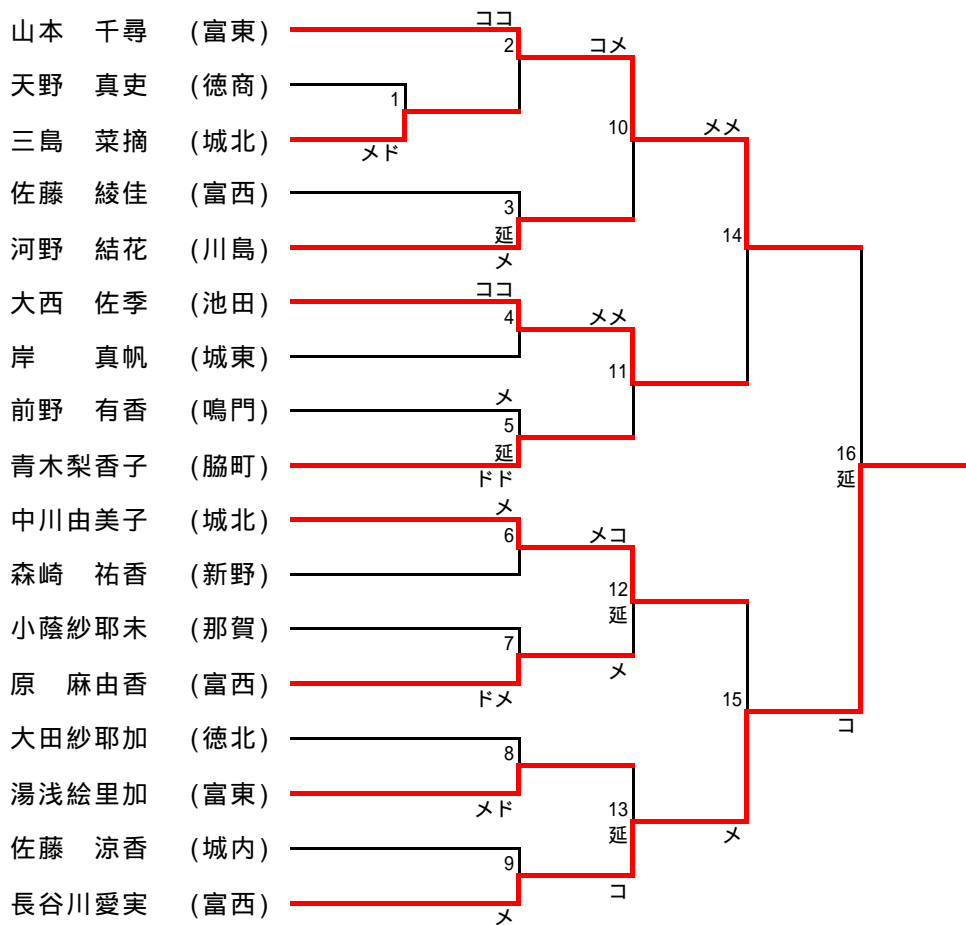 山本 千尋 (富東)
ココ
2
コメ
天野 真吏 (徳商)
1
三島 菜摘 (城北)
メド
10
メメ
佐藤 綾佳 (富西)
3
延
河野 結花 (川島)
メ
14
大西 佐季 (池田)
ココ
4
メメ
岸 真帆 (城東)
11
前野 有香 (鳴門)
メ
5
延
青木梨香子 (脇町)
ドド
16
延
中川由美子 (城北)
メ
6
メコ
森崎 祐香 (新野)
12
延
小蔭紗耶未 (那賀)
7
メ
原 麻由香 (富西)
ドメ
15
コ
大田紗耶加 (徳北)
8
湯浅絵里加 (富東)
メド
13
延
メ
佐藤 涼香 (城内)
9
コ
長谷川愛実 (富西)
メ